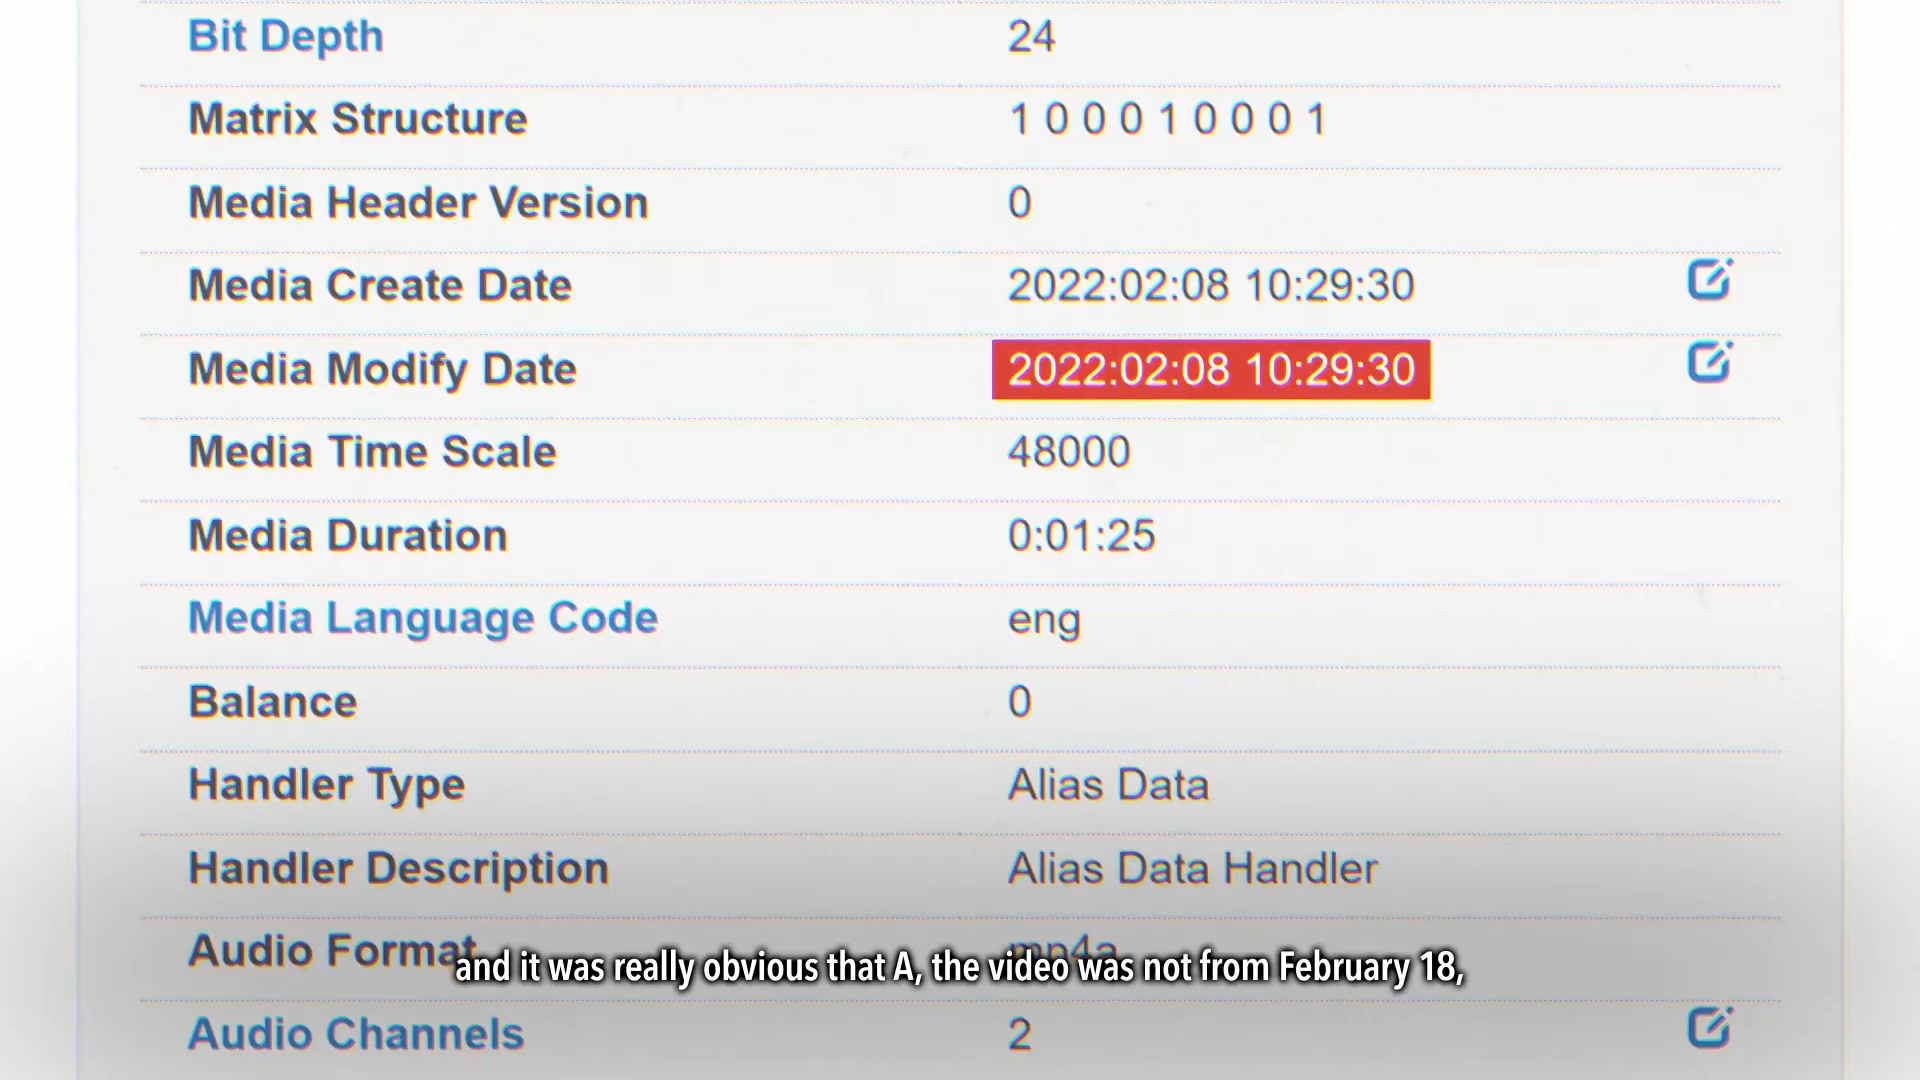 Bit Depth 24
Matrix Structure 1 0 0 0 1 0 0 0 1
Media Header Version 0
Media Create Date 2022:02:08 10:29:30
Media Modify Date 2022:02:08 10:29:30
Media Time Scale 48000
Media Duration 0:01:25
Media Language Code eng
Balance 0
Handler Type Alias Data
Handler Description Alias Data Handler
Audio Format mp4a
and it was really obvious that A, the video was not from February 18,
Audio Channels 2